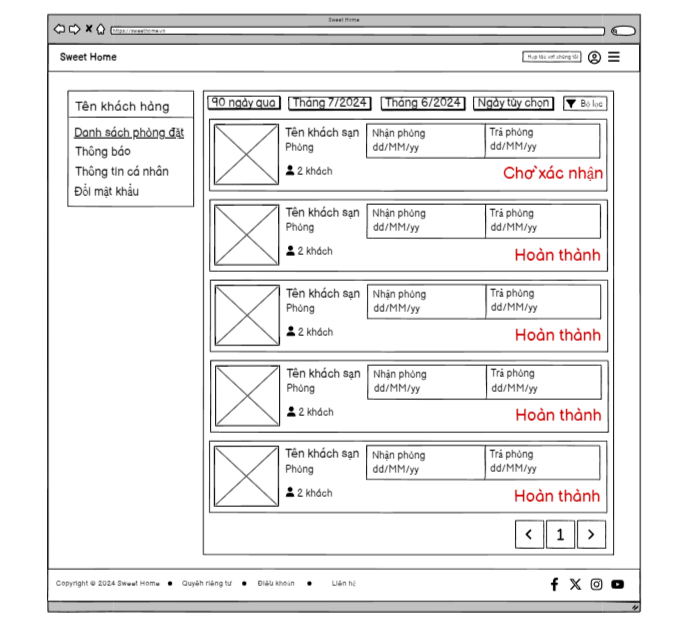 Sweet Home
https://sweethome.vn
Sweet Home
Hợp tác với chúng tôi
Tên khách hàng
Danh sách phòng đặt
Thông báo
Thông tin cá nhân
Đổi mật khẩu
90 ngày qua Tháng 7/2024 Tháng 6/2024 Ngày tùy chọn Bộ lọc
Tên khách sạn
Phòng
2 khách
Nhận phòng
dd/MM/yy
Trả phòng
dd/MM/yy
Chờ xác nhận
Tên khách sạn
Phòng
2 khách
Nhận phòng
dd/MM/yy
Trả phòng
dd/MM/yy
Hoàn thành
Tên khách sạn
Phòng
2 khách
Nhận phòng
dd/MM/yy
Trả phòng
dd/MM/yy
Hoàn thành
Tên khách sạn
Phòng
2 khách
Nhận phòng
dd/MM/yy
Trả phòng
dd/MM/yy
Hoàn thành
Tên khách sạn
Phòng
2 khách
Nhận phòng
dd/MM/yy
Trả phòng
dd/MM/yy
Hoàn thành
< 1 >
Copyright © 2024 Sweet Home • Quyền riêng tư • Điều khoản • Liên hệ